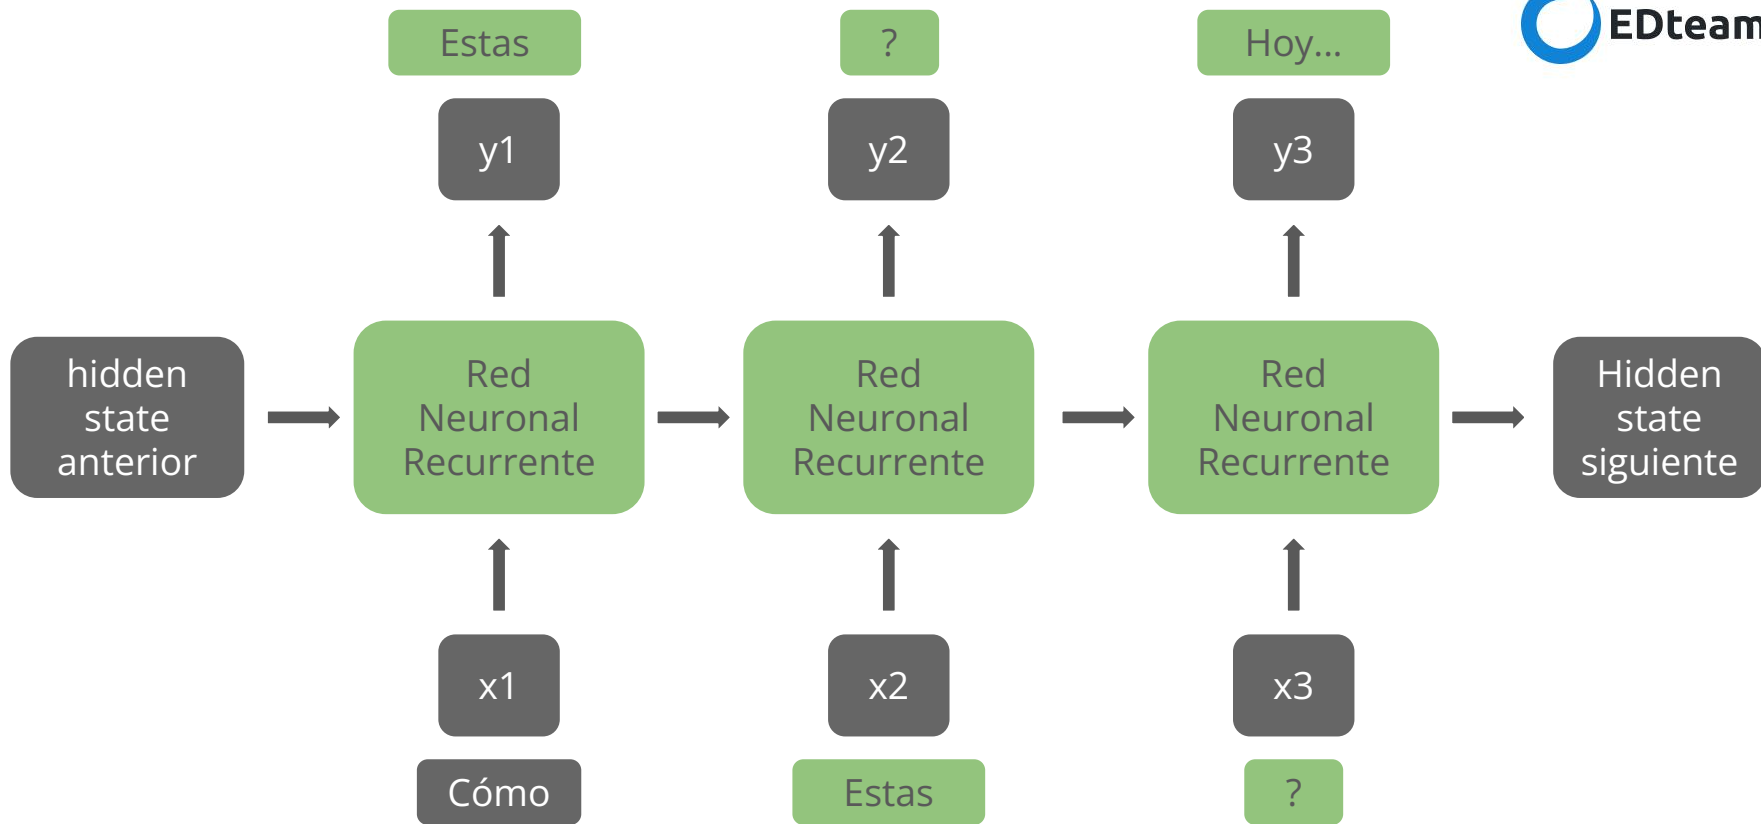 Estas
?
Hoy...
EDteam
y1
y2
y3
hidden
state
anterior
Red
Neuronal
Recurrente
Red
Neuronal
Recurrente
Red
Neuronal
Recurrente
Hidden
state
siguiente
x1
x2
x3
Cómo
Estas
?